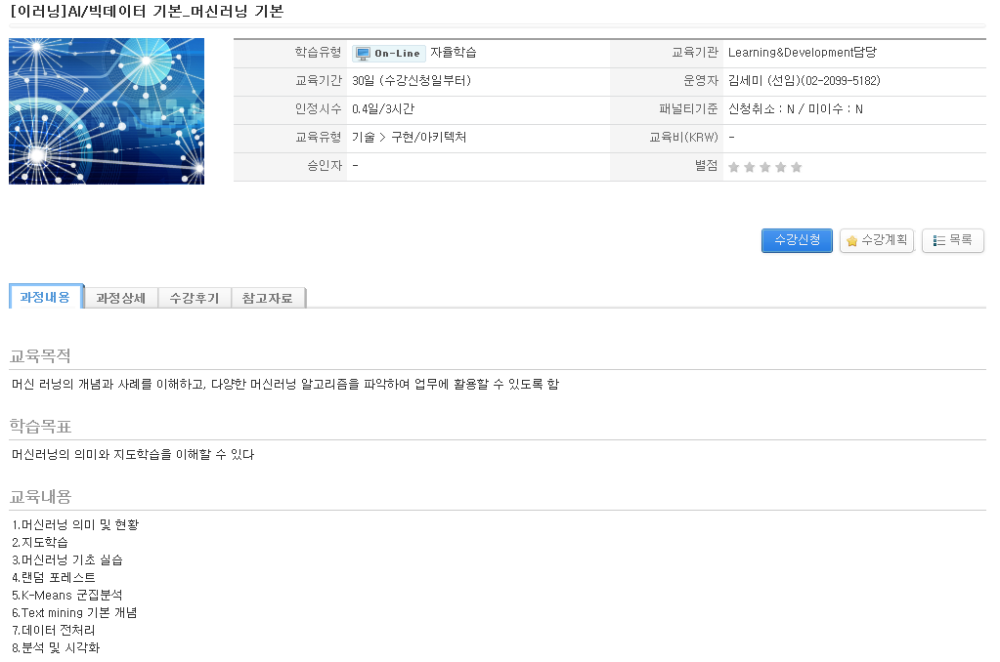 [이러닝]AI/빅데이터 기본_머신러닝 기본
학습유형 On-Line 자율학습 교육기관 Learning&Development담당
교육기간 30일 (수강신청일부터) 운영자 김세미 (선임)(02-2099-5182)
인정시수 0.4일/3시간 패널티기준 신청취소 : N / 미이수 : N
교육유형 기술 > 구현/아키텍처 교육비(KRW) -
승인자 - 별점
수강신청 수강계획 목록
과정내용 과정상세 수강후기 참고자료
교육목적
머신 러닝의 개념과 사례를 이해하고, 다양한 머신러닝 알고리즘을 파악하여 업무에 활용할 수 있도록 함
학습목표
머신러닝의 의미와 지도학습을 이해할 수 있다
교육내용
1.머신러닝 의미 및 현황
2.지도학습
3.머신러닝 기초 실습
4.랜덤 포레스트
5.K-Means 군집분석
6.Text mining 기본 개념
7.데이터 전처리
8.분석 및 시각화